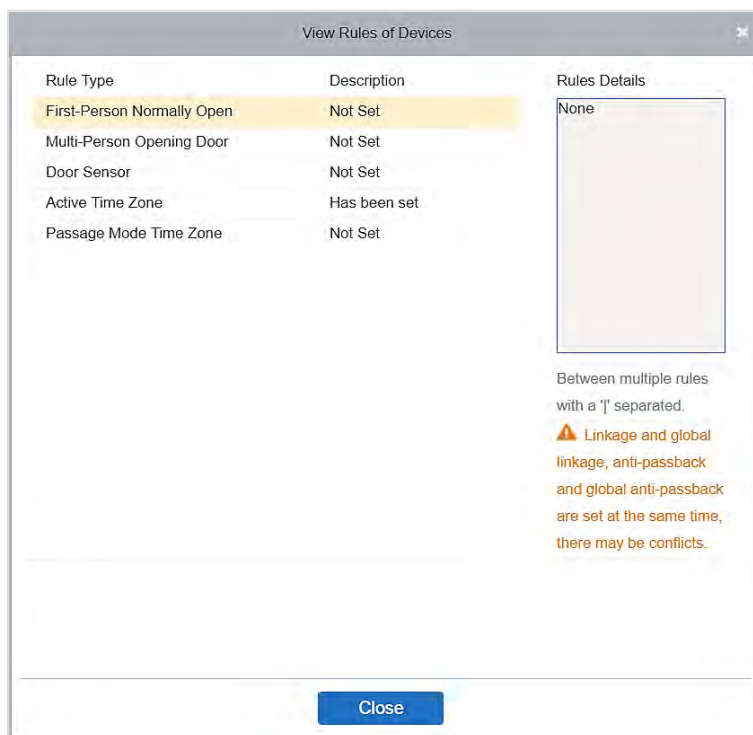 View Rules of Devices
Rule Type Description Rules Details
First-Person Normally Open Not Set None
Multi-Person Opening Door Not Set
Door Sensor Not Set
Active Time Zone Has been set
Passage Mode Time Zone Not Set
Between multiple rules
with a '|' separated.
Linkage and global
linkage, anti-passback
and global anti-passback
are set at the same time,
there may be conflicts.
Close